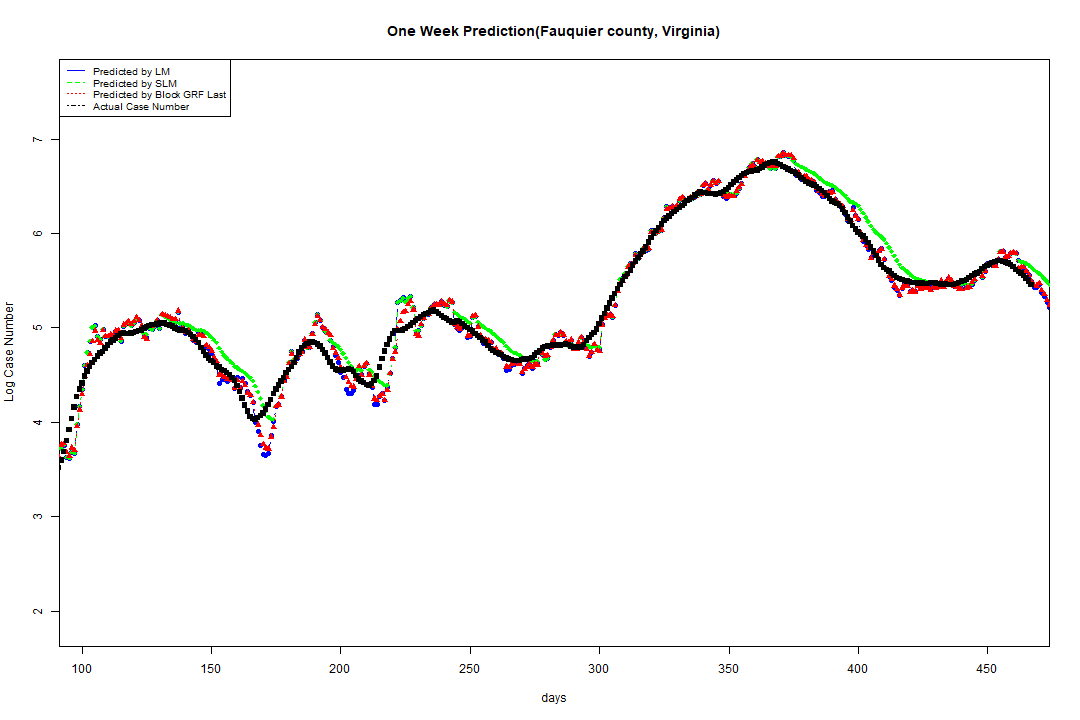 One Week Prediction(Fauquier county, Virginia)
Predicted by LM
Predicted by SLM
Predicted by Block GRF Last
Actual Case Number
Log Case Number
7
6
5
4
3
2
100 150 200 250 300 350 400 450
days